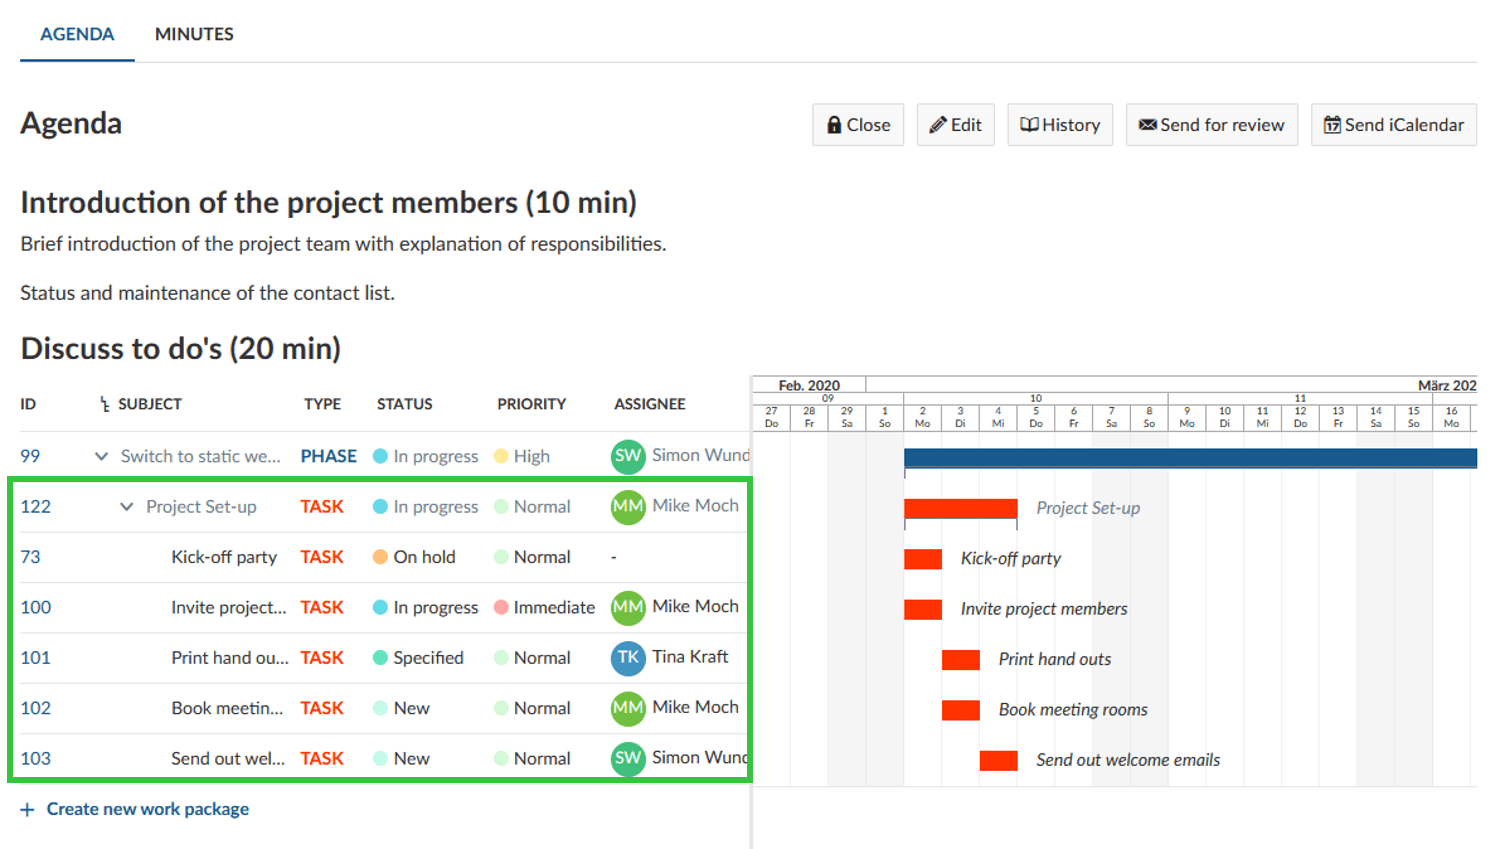 AGENDA MINUTES
Agenda Close Edit History Send for review 17 Send iCalendar
Introduction of the project members (10 min)
Brief introduction of the project team with explanation of responsibilities.
Status and maintenance of the contact list.
Discuss to do's (20 min)
Feb. 2020 März 202
09 10 11
ID SUBJECT TYPE STATUS PRIORITY ASSIGNEE
27 28 29 1 2 3 4 5 6 7 8 9 10 11 12 13 14 15 16
Do Fr Sa So Mo Di Mi Do Fr Sa So Mo Di Mi Do Fr Sa So Mo
99 Switch to static we... PHASE In progress High SW Simon Wund
122 Project Set-up TASK In progress Normal MM Mike Moch Project Set-up
73 Kick-off party TASK On hold Normal - Kick-off party
100 Invite project... TASK In progress Immediate MM Mike Moch Invite project members
101 Print hand ou... TASK Specified Normal TK Tina Kraft Print hand outs
102 Book meetin... TASK New Normal MM Mike Moch Book meeting rooms
103 Send out wel... TASK New Normal SW Simon Wund Send out welcome emails
+ Create new work package